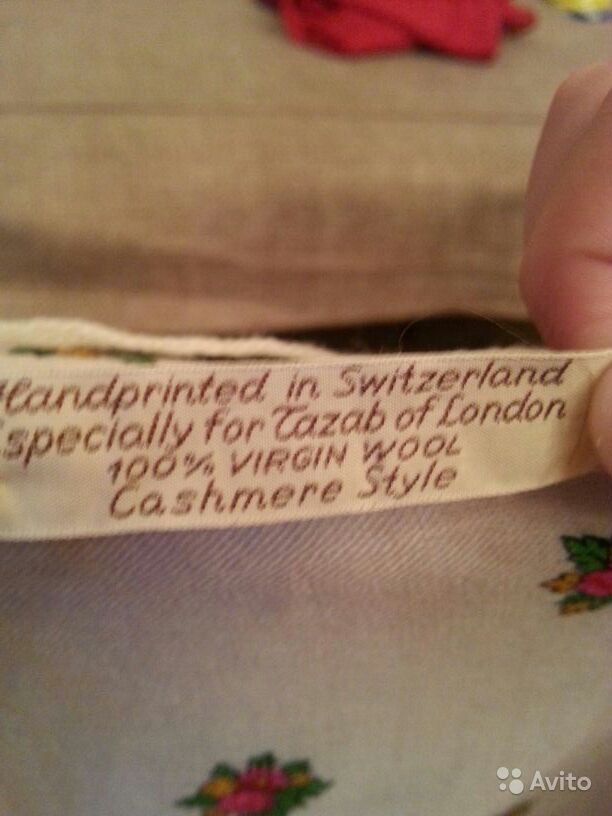 Handprinted in Switzerland
Especially for Tazab of London
100% VIRGIN WOOL
Cashmere Style
Avito